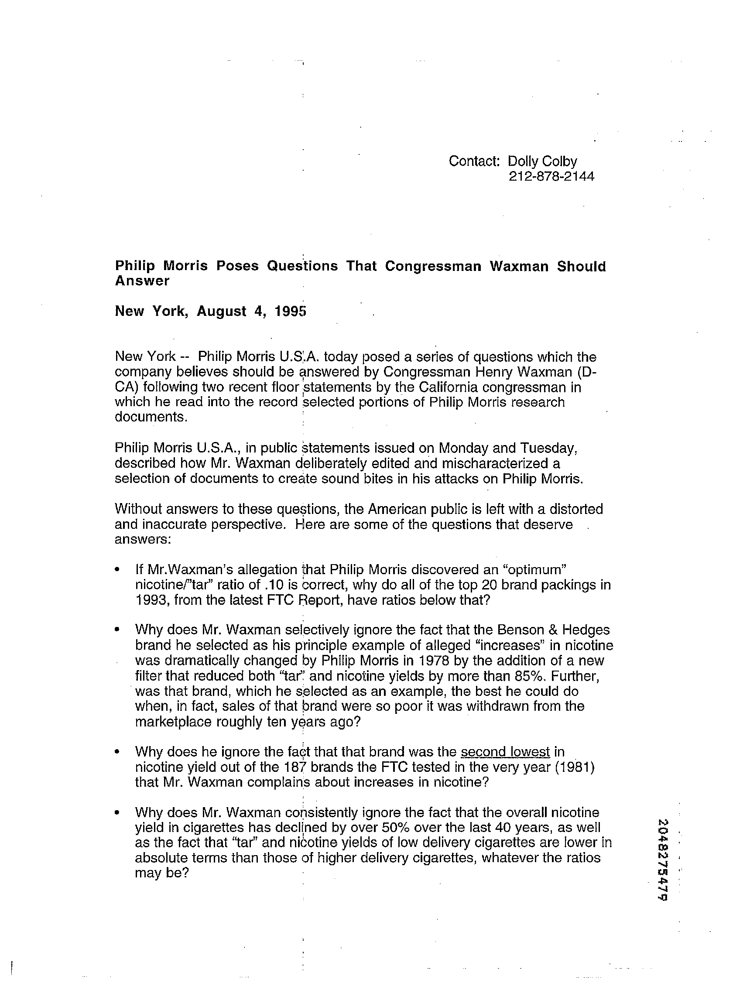 Contact: Dolly Colby
212-878-2144
Philip Morris Poses Questions That Congressman Waxman Should
Answer
New York, August 4, 1995
New York -- Philip Morris U.S.A. today posed a series of questions which the
company believes should be answered by Congressman Henry Waxman (D-
CA) following two recent floor statements by the California congressman in
which he read into the record selected portions of Philip Morris research
documents.
Philip Morris U.S.A., in public statements issued on Monday and Tuesday,
described how Mr. Waxman deliberately edited and mischaracterized a
selection of documents to create sound bites in his attacks on Philip Morris.
Without answers to these questions, the American public is left with a distorted
and inaccurate perspective. Here are some of the questions that deserve
answers:
• If Mr.Waxman's allegation that Philip Morris discovered an "optimum"
nicotine/"tar" ratio of .10 is correct, why do all of the top 20 brand packings in
1993, from the latest FTC Report, have ratios below that?
• Why does Mr. Waxman selectively ignore the fact that the Benson & Hedges
brand he selected as his principle example of alleged "increases" in nicotine
was dramatically changed by Philip Morris in 1978 by the addition of a new
filter that reduced both "tar" and nicotine yields by more than 85%. Further,
was that brand, which he selected as an example, the best he could do
when, in fact, sales of that brand were so poor it was withdrawn from the
marketplace roughly ten years ago?
• Why does he ignore the fact that that brand was the second lowest in
nicotine yield out of the 187 brands the FTC tested in the very year (1981)
that Mr. Waxman complains about increases in nicotine?
• Why does Mr. Waxman consistently ignore the fact that the overall nicotine
yield in cigarettes has declined by over 50% over the last 40 years, as well
as the fact that "tar" and nicotine yields of low delivery cigarettes are lower in
absolute terms than those of higher delivery cigarettes, whatever the ratios
may be?
2048275479